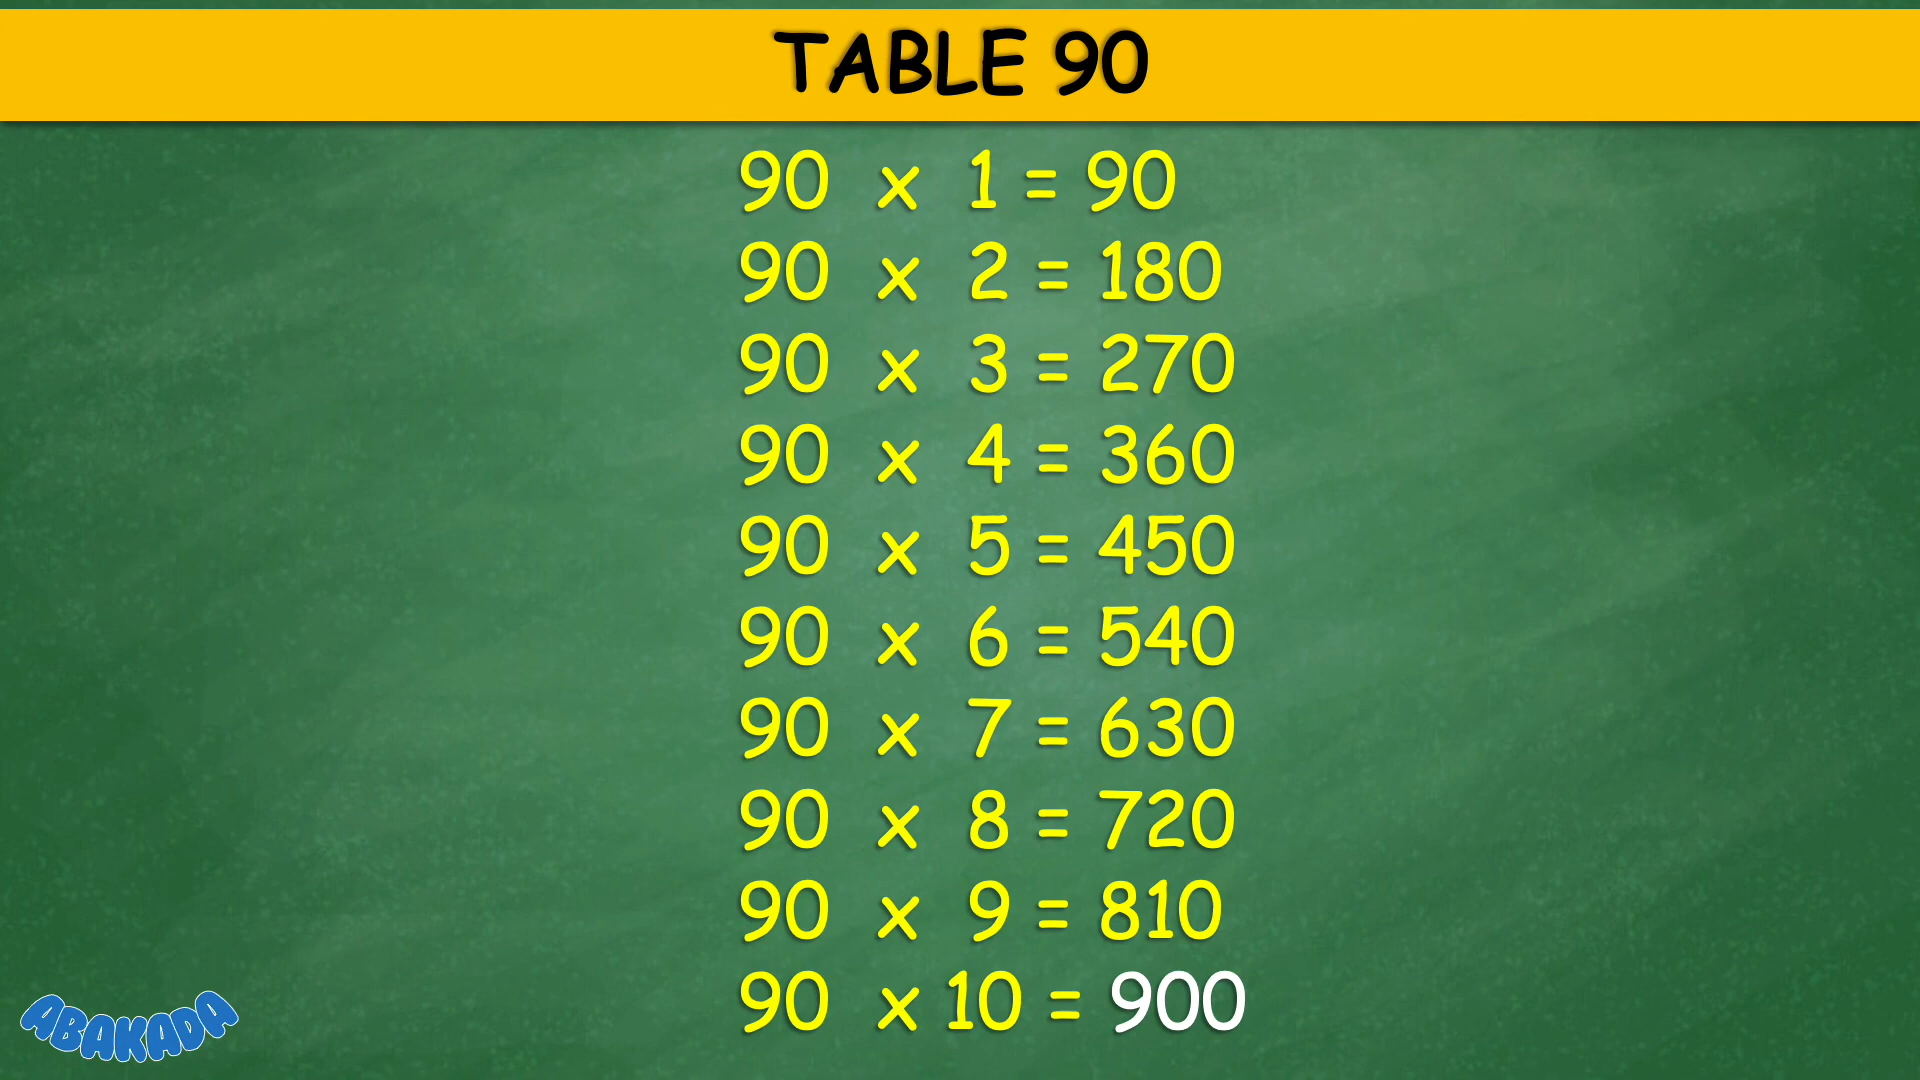 TABLE 90
90 x 1 = 90
90 x 2 = 180
90 x 3 = 270
90 x 4 = 360
90 x 5 = 450
90 x 6 = 540
90 x 7 = 630
90 x 8 = 720
90 x 9 = 810
90 x 10 = 900
ABAKADA